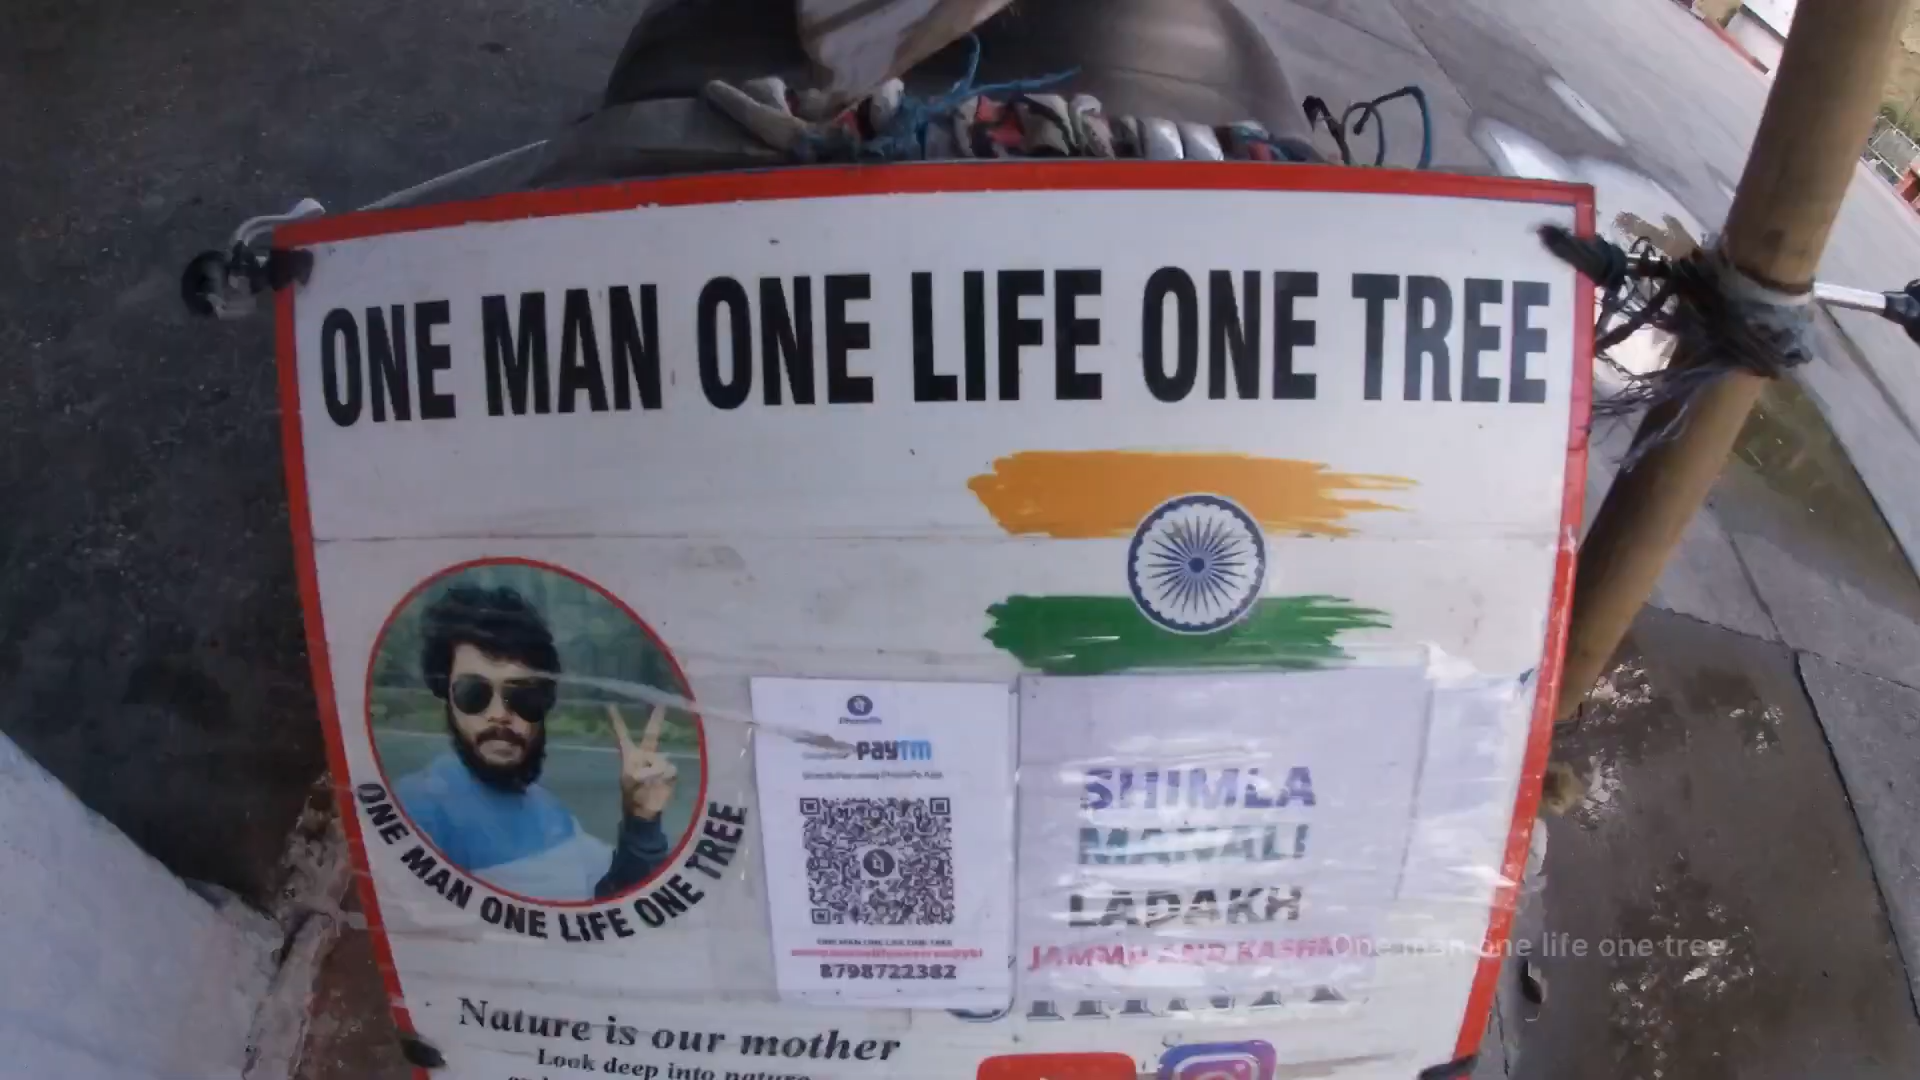 ONE MAN ONE LIFE ONE TREE
ONE MAN ONE LIFE ONE TREE
PhonePe
paytm
ONE MAN ONE LIFE ONE TREE
8798722382
SHIMLA
MANALI
LADAKH
JAMMU AND KASHM
One man one life one tree
Nature is our mother
Look deep into nature